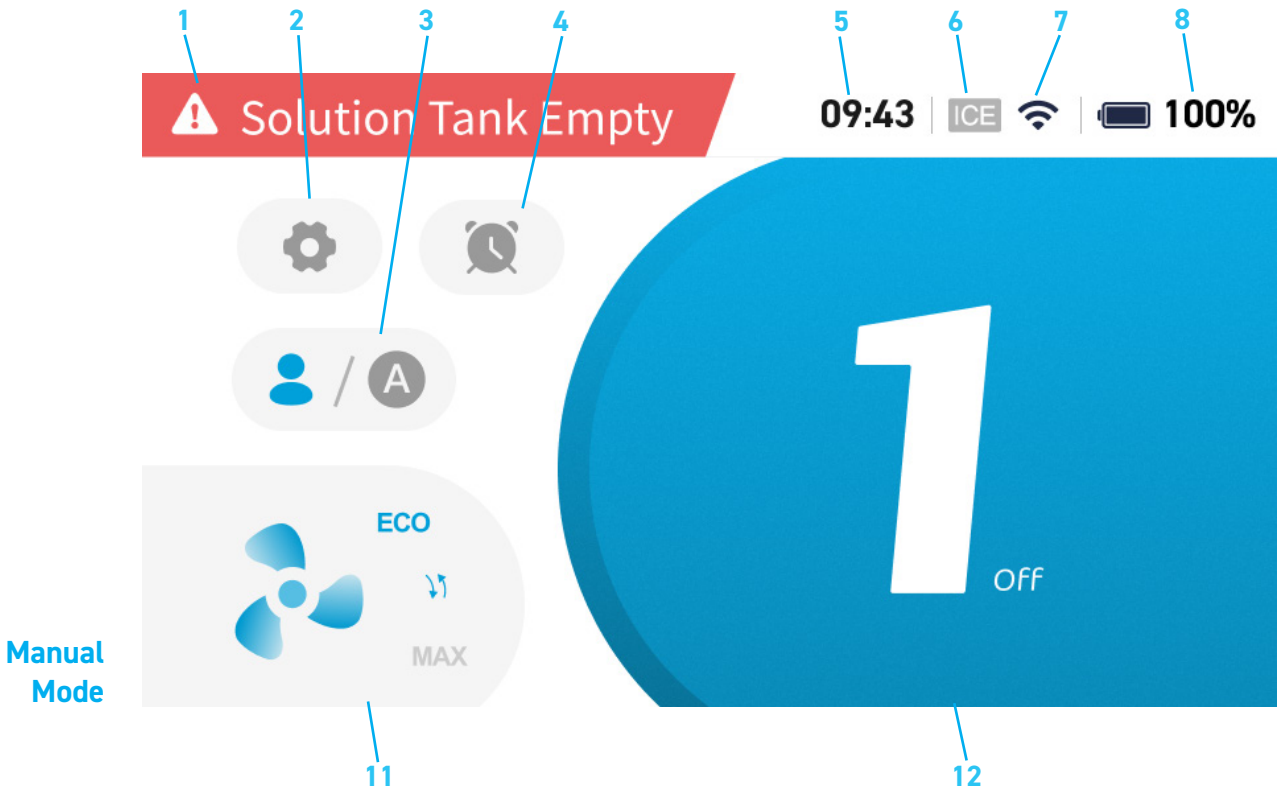 1 2 3 4 5 6 7 8
Solution Tank Empty 09:43 ICE 100%
A
1
Off
ECO
MAX
Manual
Mode
11 12